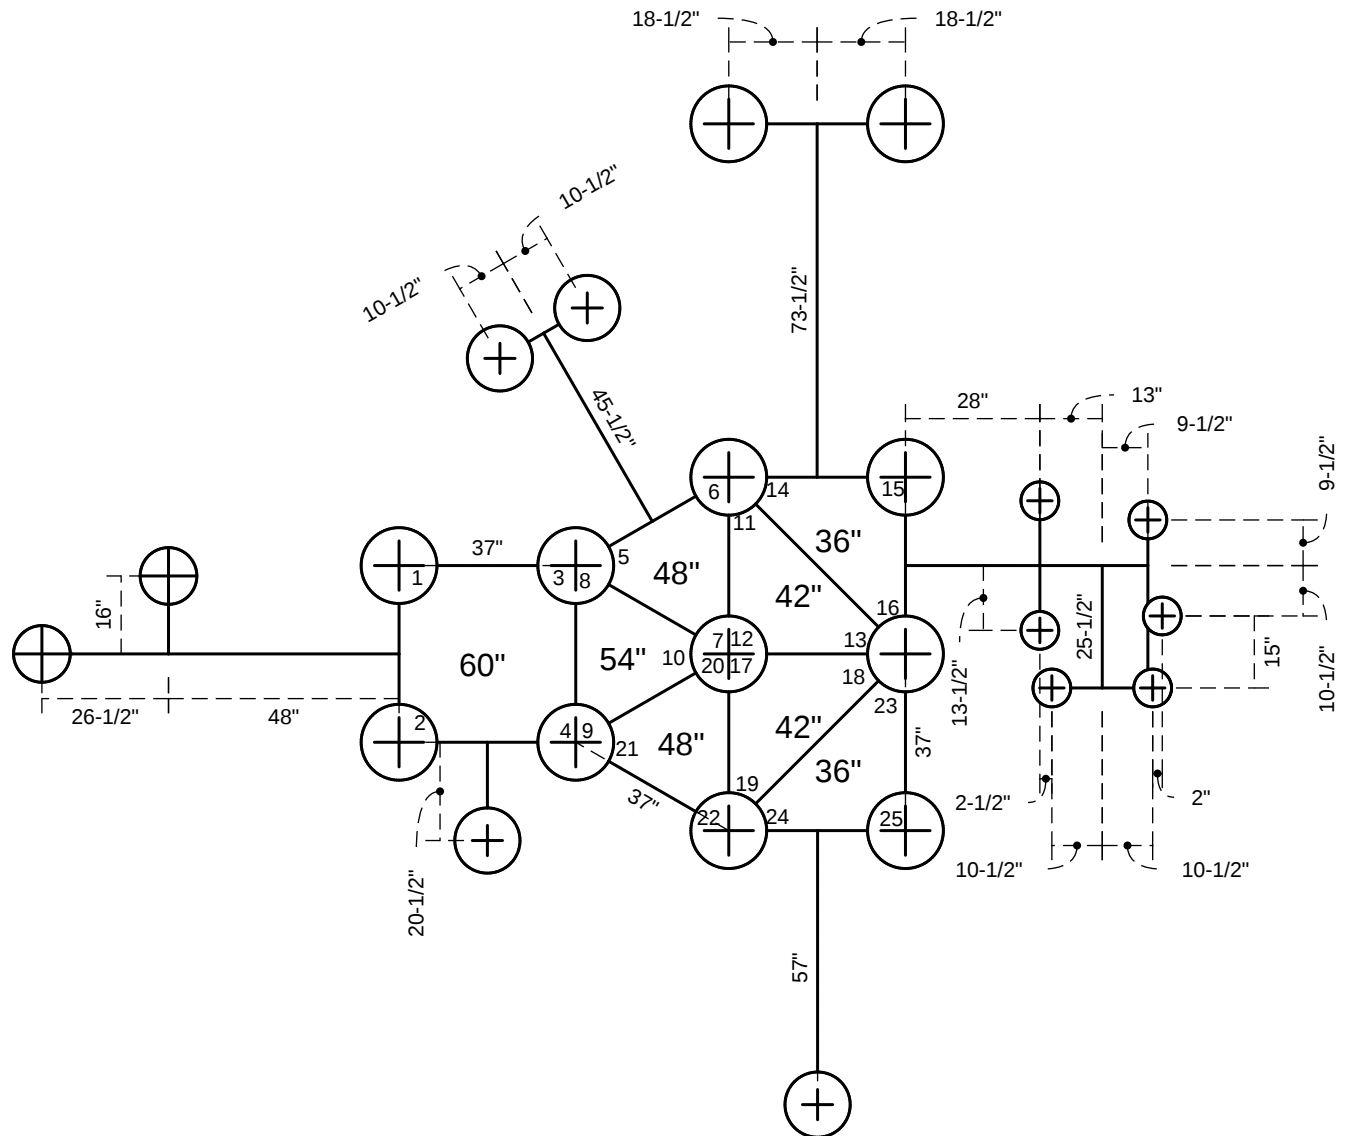 18-1/2" 18-1/2"
10-1/2"
10-1/2"
73-1/2"
45-1/2"
28" 13"
9-1/2"
9-1/2"
6 14 15
11
36"
37" 5 48"
1 3 8 42" 16
16" 25-1/2"
7 12 13
60" 54" 10 20 17 18 15"
10-1/2"
13-1/2"
26-1/2" 48" 2 4 9 21 48" 42" 23 37"
36"
37" 19 2-1/2" 2"
22 24 25
10-1/2" 10-1/2"
20-1/2"
57"